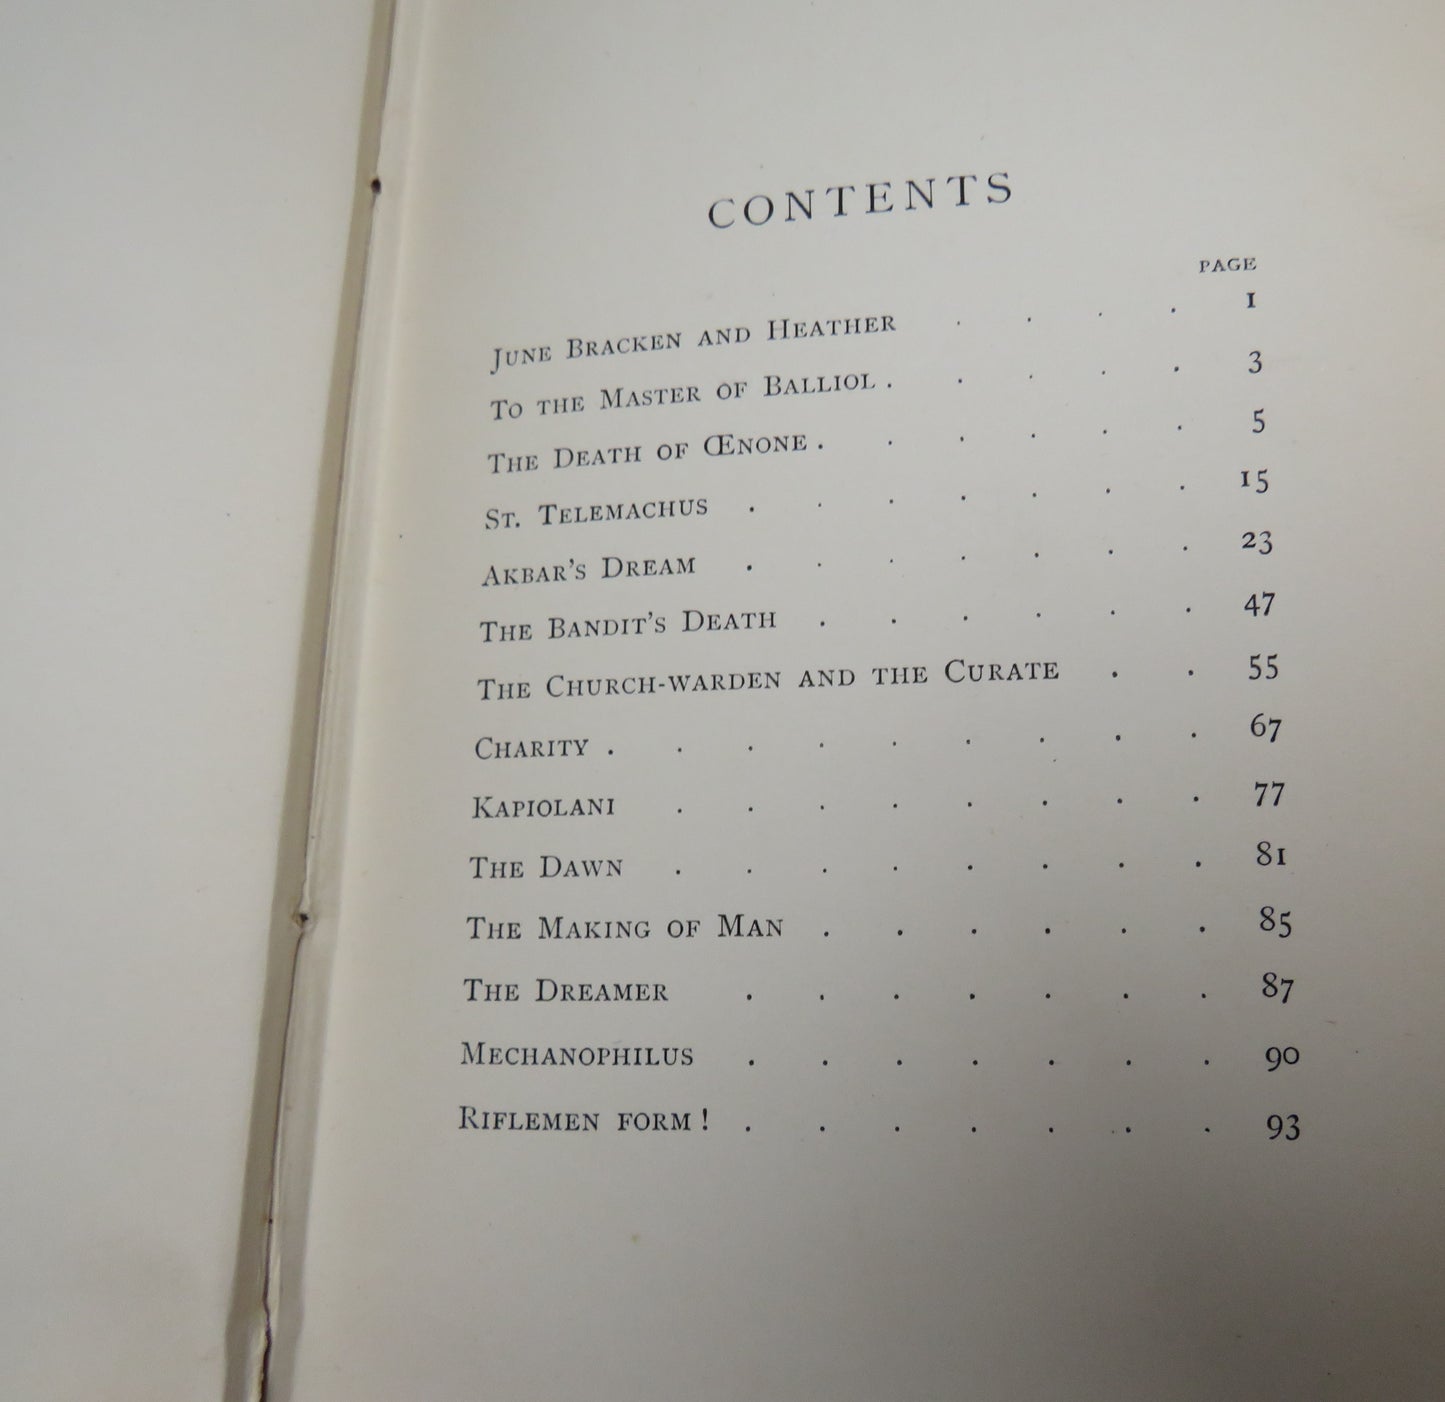 CONTENTS
PAGE
JUNE BRACKEN AND HEATHER . . . . 1
TO THE MASTER OF BALLIOL . . . . . 3
THE DEATH OF ŒNONE . . . . . . 5
ST. TELEMACHUS . . . . . . . 15
AKBAR'S DREAM . . . . . . . 23
THE BANDIT'S DEATH . . . . . . 47
THE CHURCH-WARDEN AND THE CURATE . . 55
CHARITY . . . . . . . . . 67
KAPIOLANI . . . . . . . . 77
THE DAWN . . . . . . . . 81
THE MAKING OF MAN . . . . . . 85
THE DREAMER . . . . . . . 87
MECHANOPHILUS . . . . . . . 90
RIFLEMEN FORM! . . . . . . . 93